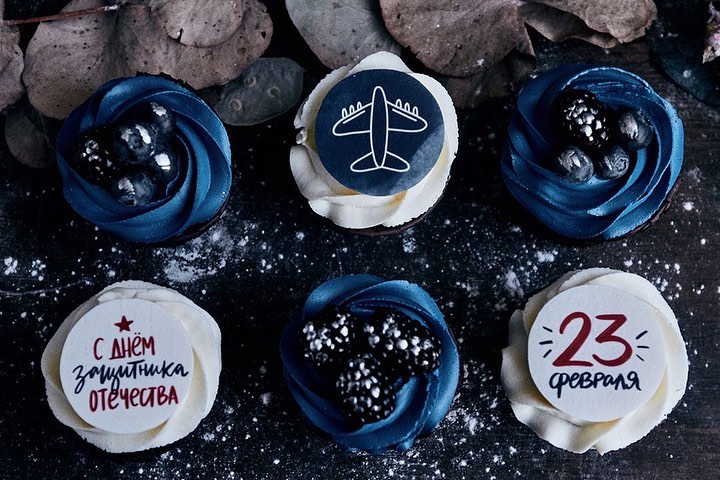 С ДНЁМ
защитника
ОТЕЧЕСТВА
23
февраля